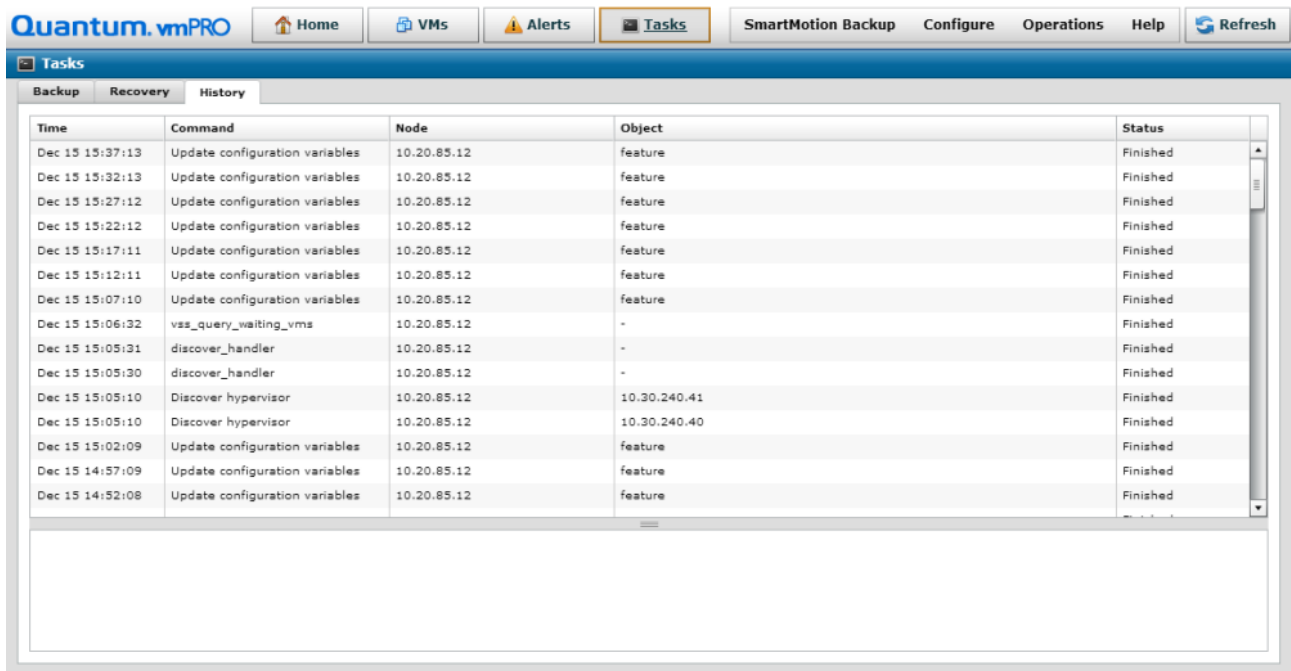 Quantum. vmPRO Home VMs Alerts Tasks SmartMotion Backup Configure Operations Help Refresh
Tasks
Backup Recovery History
Time Command Node Object Status
Dec 15 15:37:13 Update configuration variables 10.20.85.12 feature Finished
Dec 15 15:32:13 Update configuration variables 10.20.85.12 feature Finished
Dec 15 15:27:12 Update configuration variables 10.20.85.12 feature Finished
Dec 15 15:22:12 Update configuration variables 10.20.85.12 feature Finished
Dec 15 15:17:11 Update configuration variables 10.20.85.12 feature Finished
Dec 15 15:12:11 Update configuration variables 10.20.85.12 feature Finished
Dec 15 15:07:10 Update configuration variables 10.20.85.12 feature Finished
Dec 15 15:06:32 vss_query_waiting_vms 10.20.85.12 - Finished
Dec 15 15:05:31 discover_handler 10.20.85.12 - Finished
Dec 15 15:05:30 discover_handler 10.20.85.12 - Finished
Dec 15 15:05:10 Discover hypervisor 10.20.85.12 10.30.240.41 Finished
Dec 15 15:05:10 Discover hypervisor 10.20.85.12 10.30.240.40 Finished
Dec 15 15:02:09 Update configuration variables 10.20.85.12 feature Finished
Dec 15 14:57:09 Update configuration variables 10.20.85.12 feature Finished
Dec 15 14:52:08 Update configuration variables 10.20.85.12 feature Finished